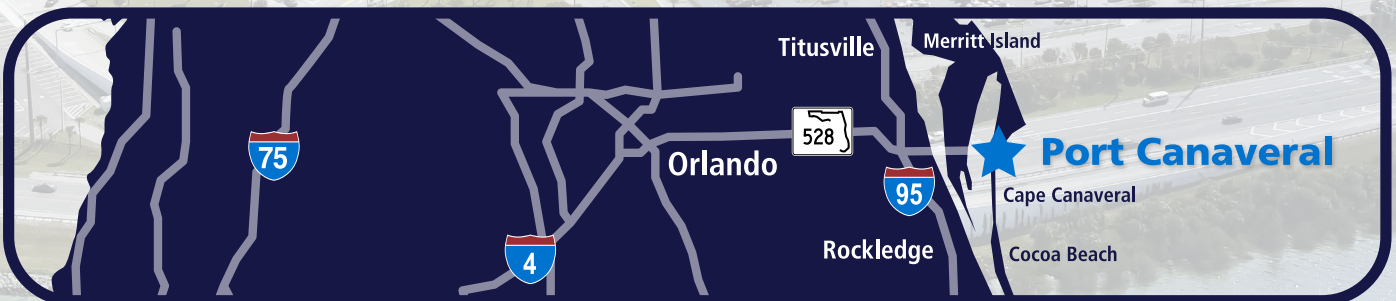 Titusville
Merritt Island
528
75
Orlando
Port Canaveral
95
Cape Canaveral
Rockledge
Cocoa Beach
4